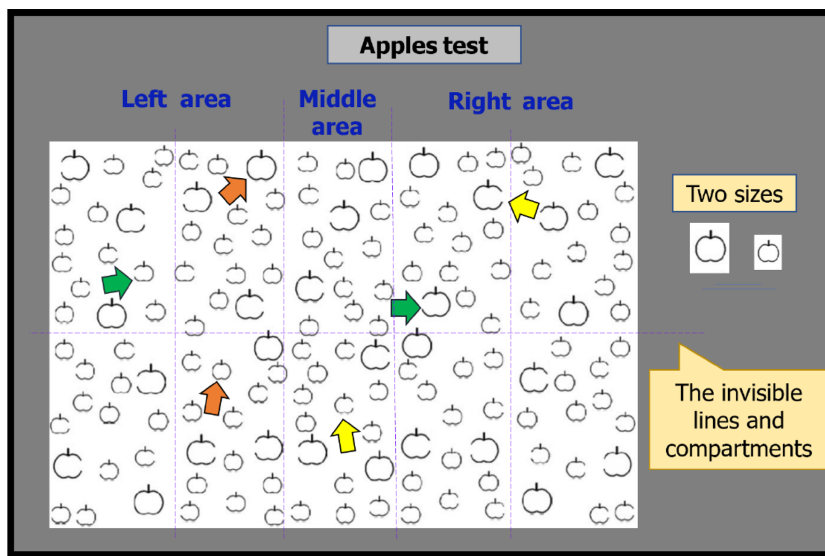 Apples test
Left area
Middle
area
Right area
Two sizes
The invisible
lines and
compartments